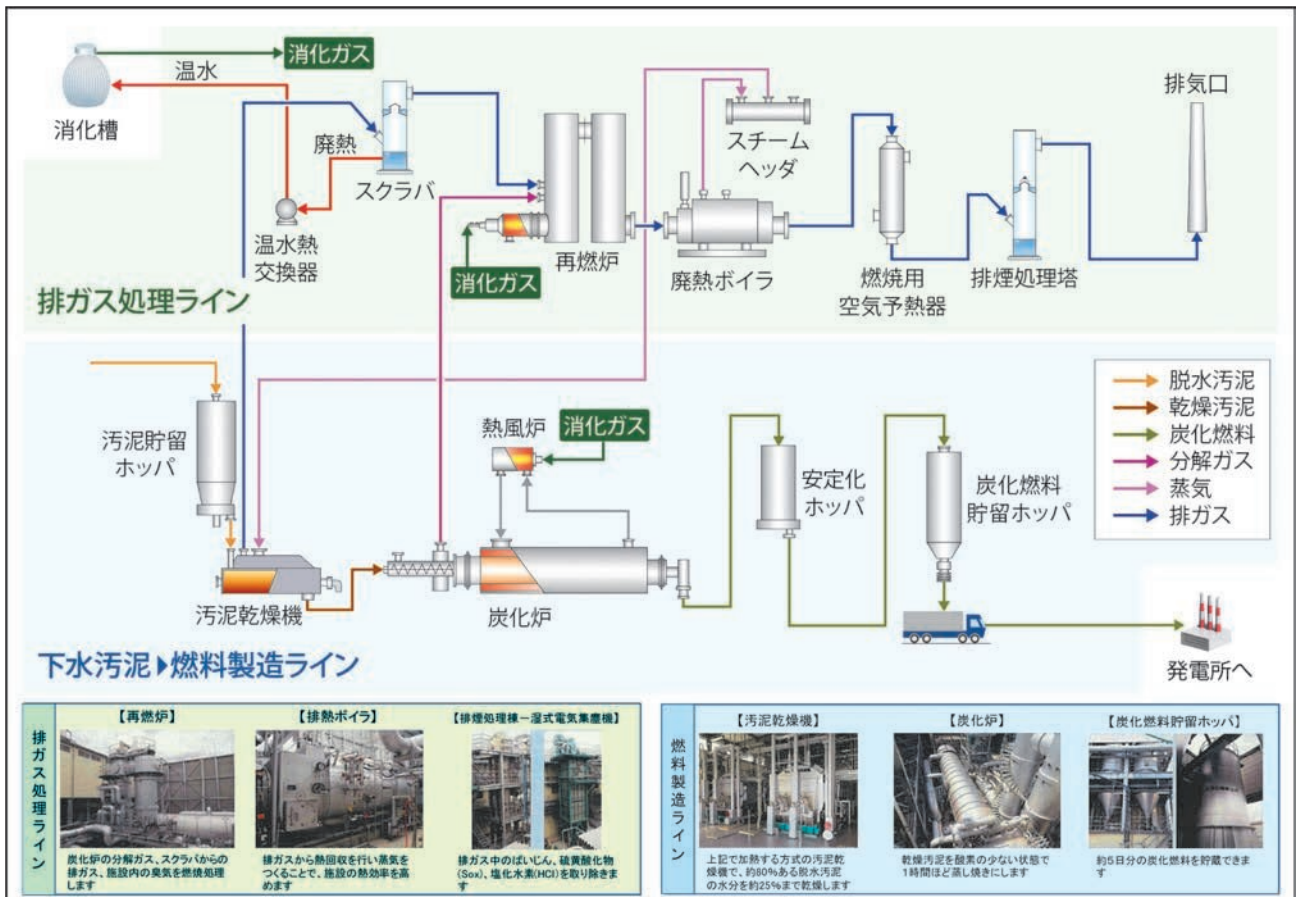 消化ガス
温水
消化槽
廃熱
スクラバ
温水熱
交換器
消化ガス
再燃炉
スチーム
ヘッダ
廃熱ボイラ
燃焼用
空気予熱器
排煙処理塔
排気口
排ガス処理ライン
汚泥貯留
ホッパ
汚泥乾燥機
熱風炉
消化ガス
炭化炉
安定化
ホッパ
炭化燃料
貯留ホッパ
脱水汚泥
乾燥汚泥
炭化燃料
分解ガス
蒸気
排ガス
発電所へ
下水汚泥▶燃料製造ライン
排ガス処理ライン
【再燃炉】
炭化炉の分解ガス、スクラバからの
排ガス、施設内の臭気を燃焼処理
します
【排熱ボイラ】
排ガスから熱回収を行い蒸気を
つくることで、施設の熱効率を高
めます
【排煙処理棟－湿式電気集塵機】
排ガス中のばいじん、硫黄酸化物
(Sox)、塩化水素(HCl)を取り除きま
す
燃料製造ライン
【汚泥乾燥機】
上記で加熱する方式の汚泥乾
燥機で、約80%ある脱水汚泥
の水分を約25%まで乾燥します
【炭化炉】
乾燥汚泥を酸素の少ない状態で
1時間ほど蒸し焼きにします
【炭化燃料貯留ホッパ】
約5日分の炭化燃料を貯蔵できま
す